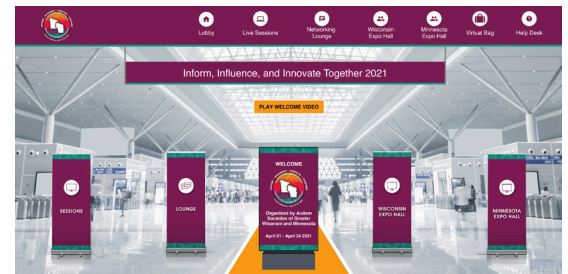 Lobby
Live Sessions
Networking
Lounge
Wisconsin
Expo Hall
Minnesota
Expo Hall
Virtual Bag
Help Desk
Inform, Influence, and Innovate Together 2021
PLAY WELCOME VIDEO
SESSIONS
LOUNGE
WELCOME
Organised by Autism
Societies of Greater
Wisonsin and Minnesota
April 21 - April 24 2021
WISCONSIN
EXPO HALL
MINNESOTA
EXPO HALL